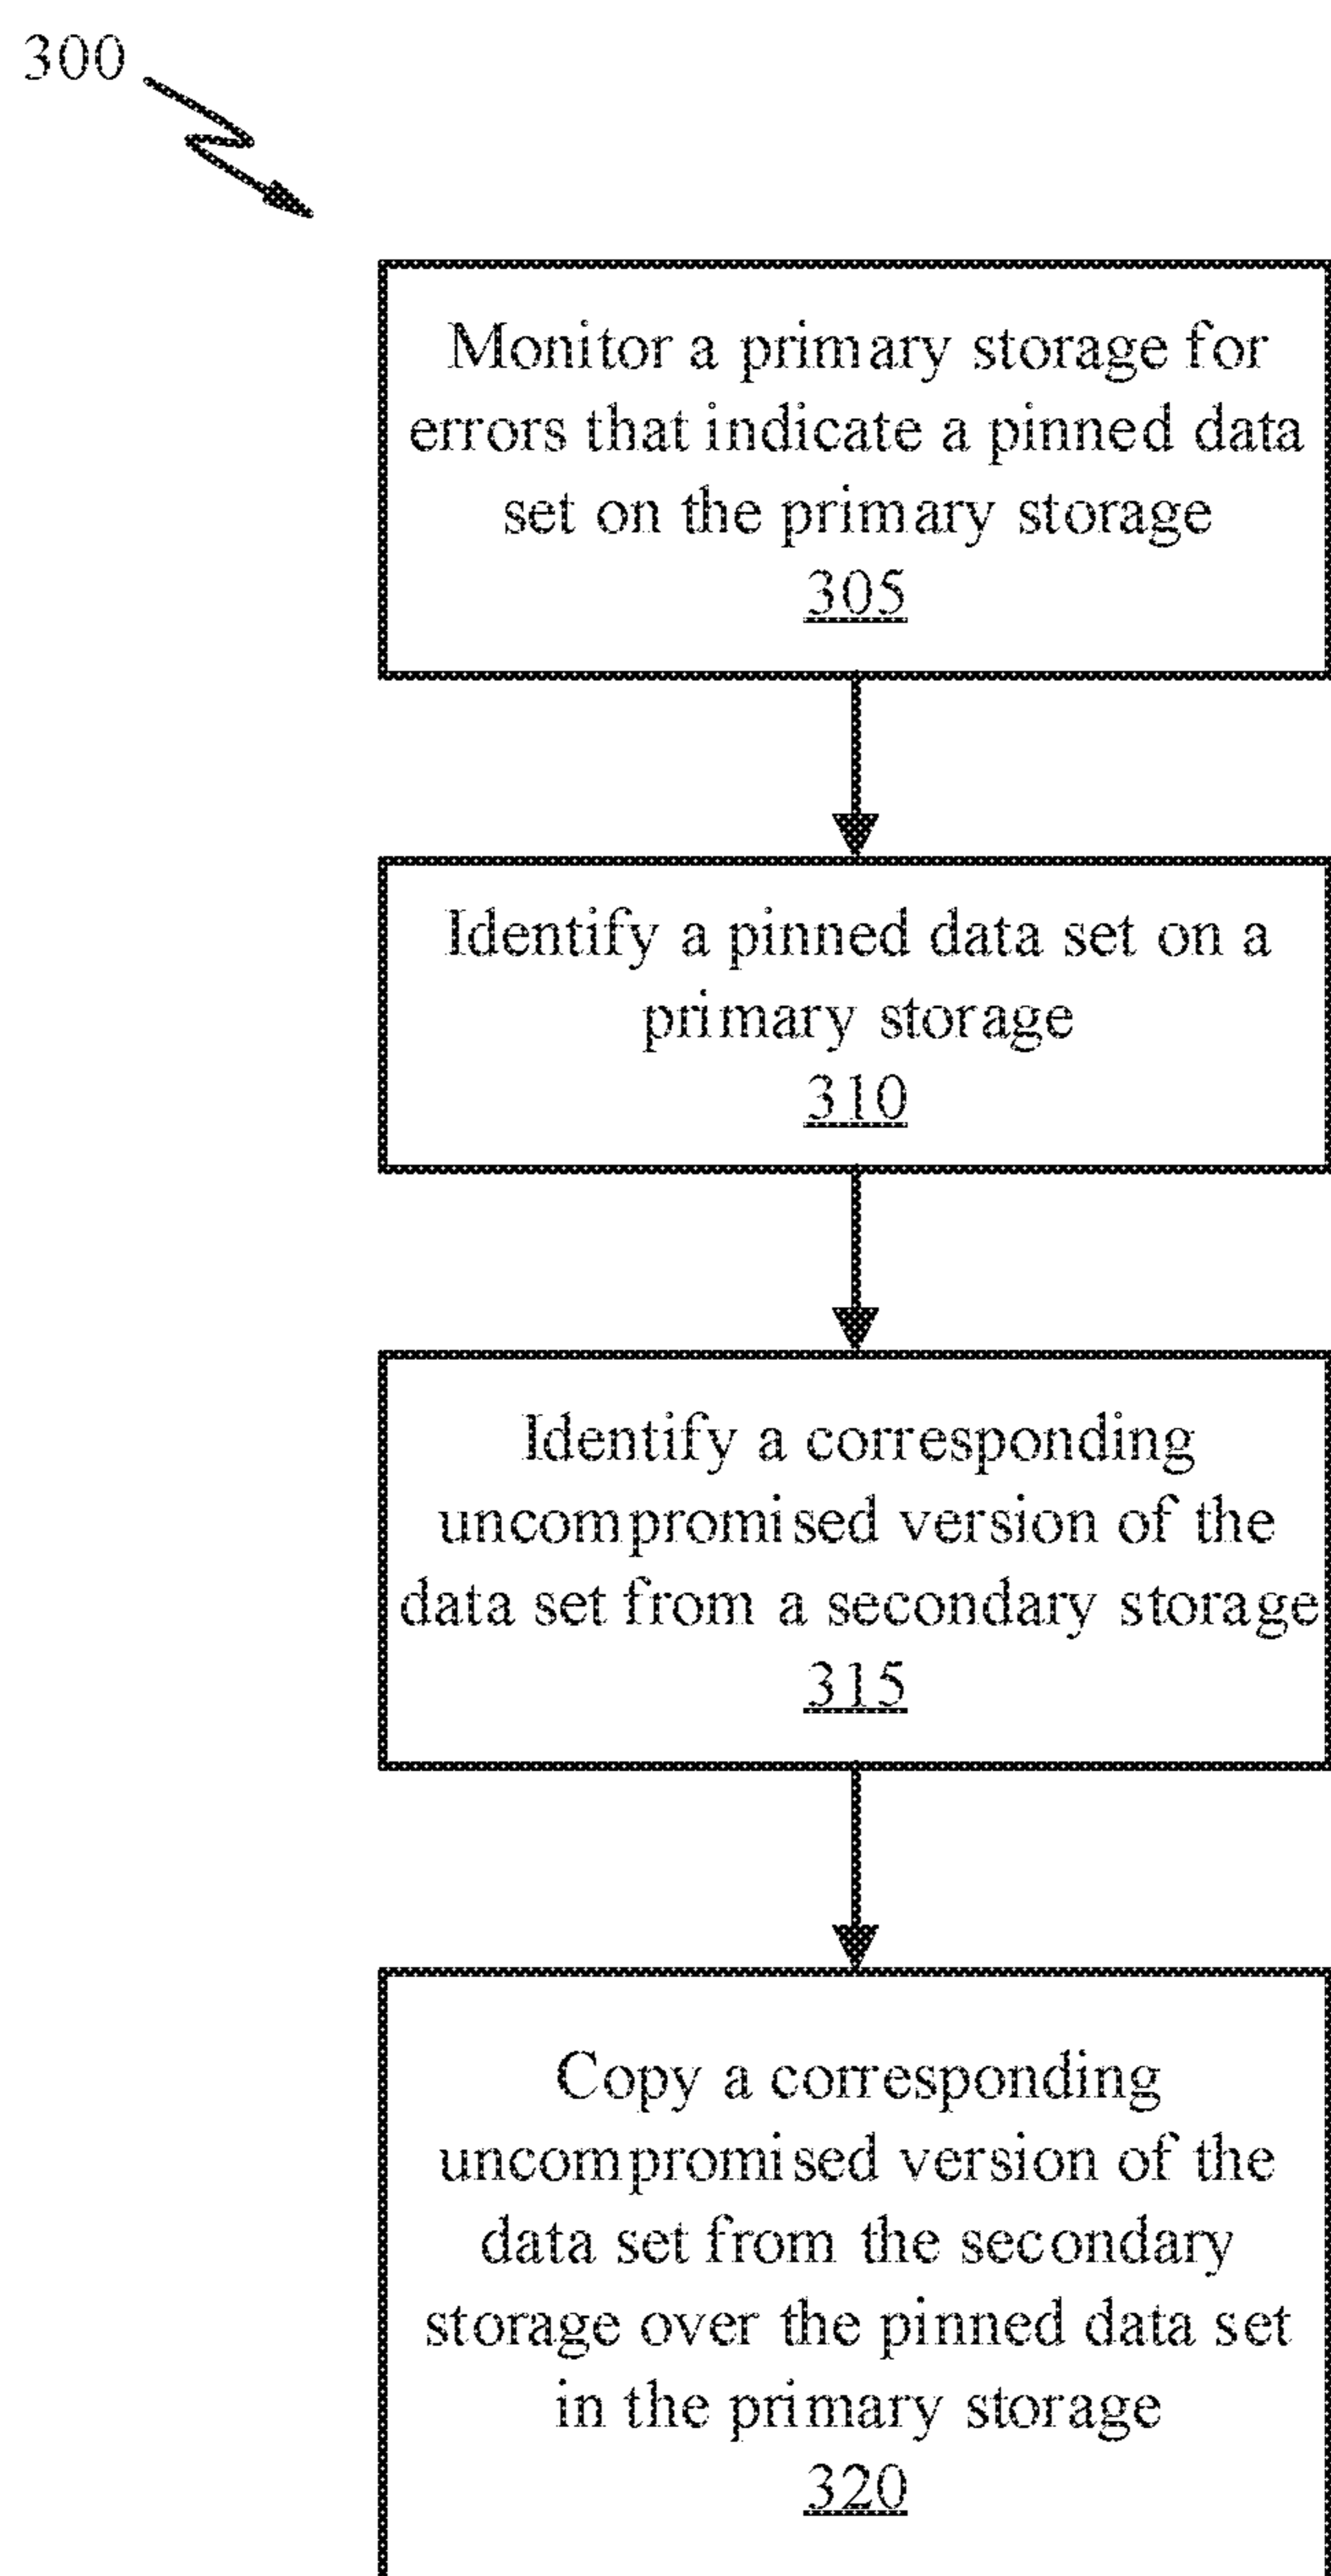 300
Monitor a primary storage for
errors that indicate a pinned data
set on the primary storage
305
Identify a pinned data set on a
primary storage
310
Identify a corresponding
uncompromised version of the
data set from a secondary storage
315
Copy a corresponding
uncompromised version of the
data set from the secondary
storage over the pinned data set
in the primary storage
320